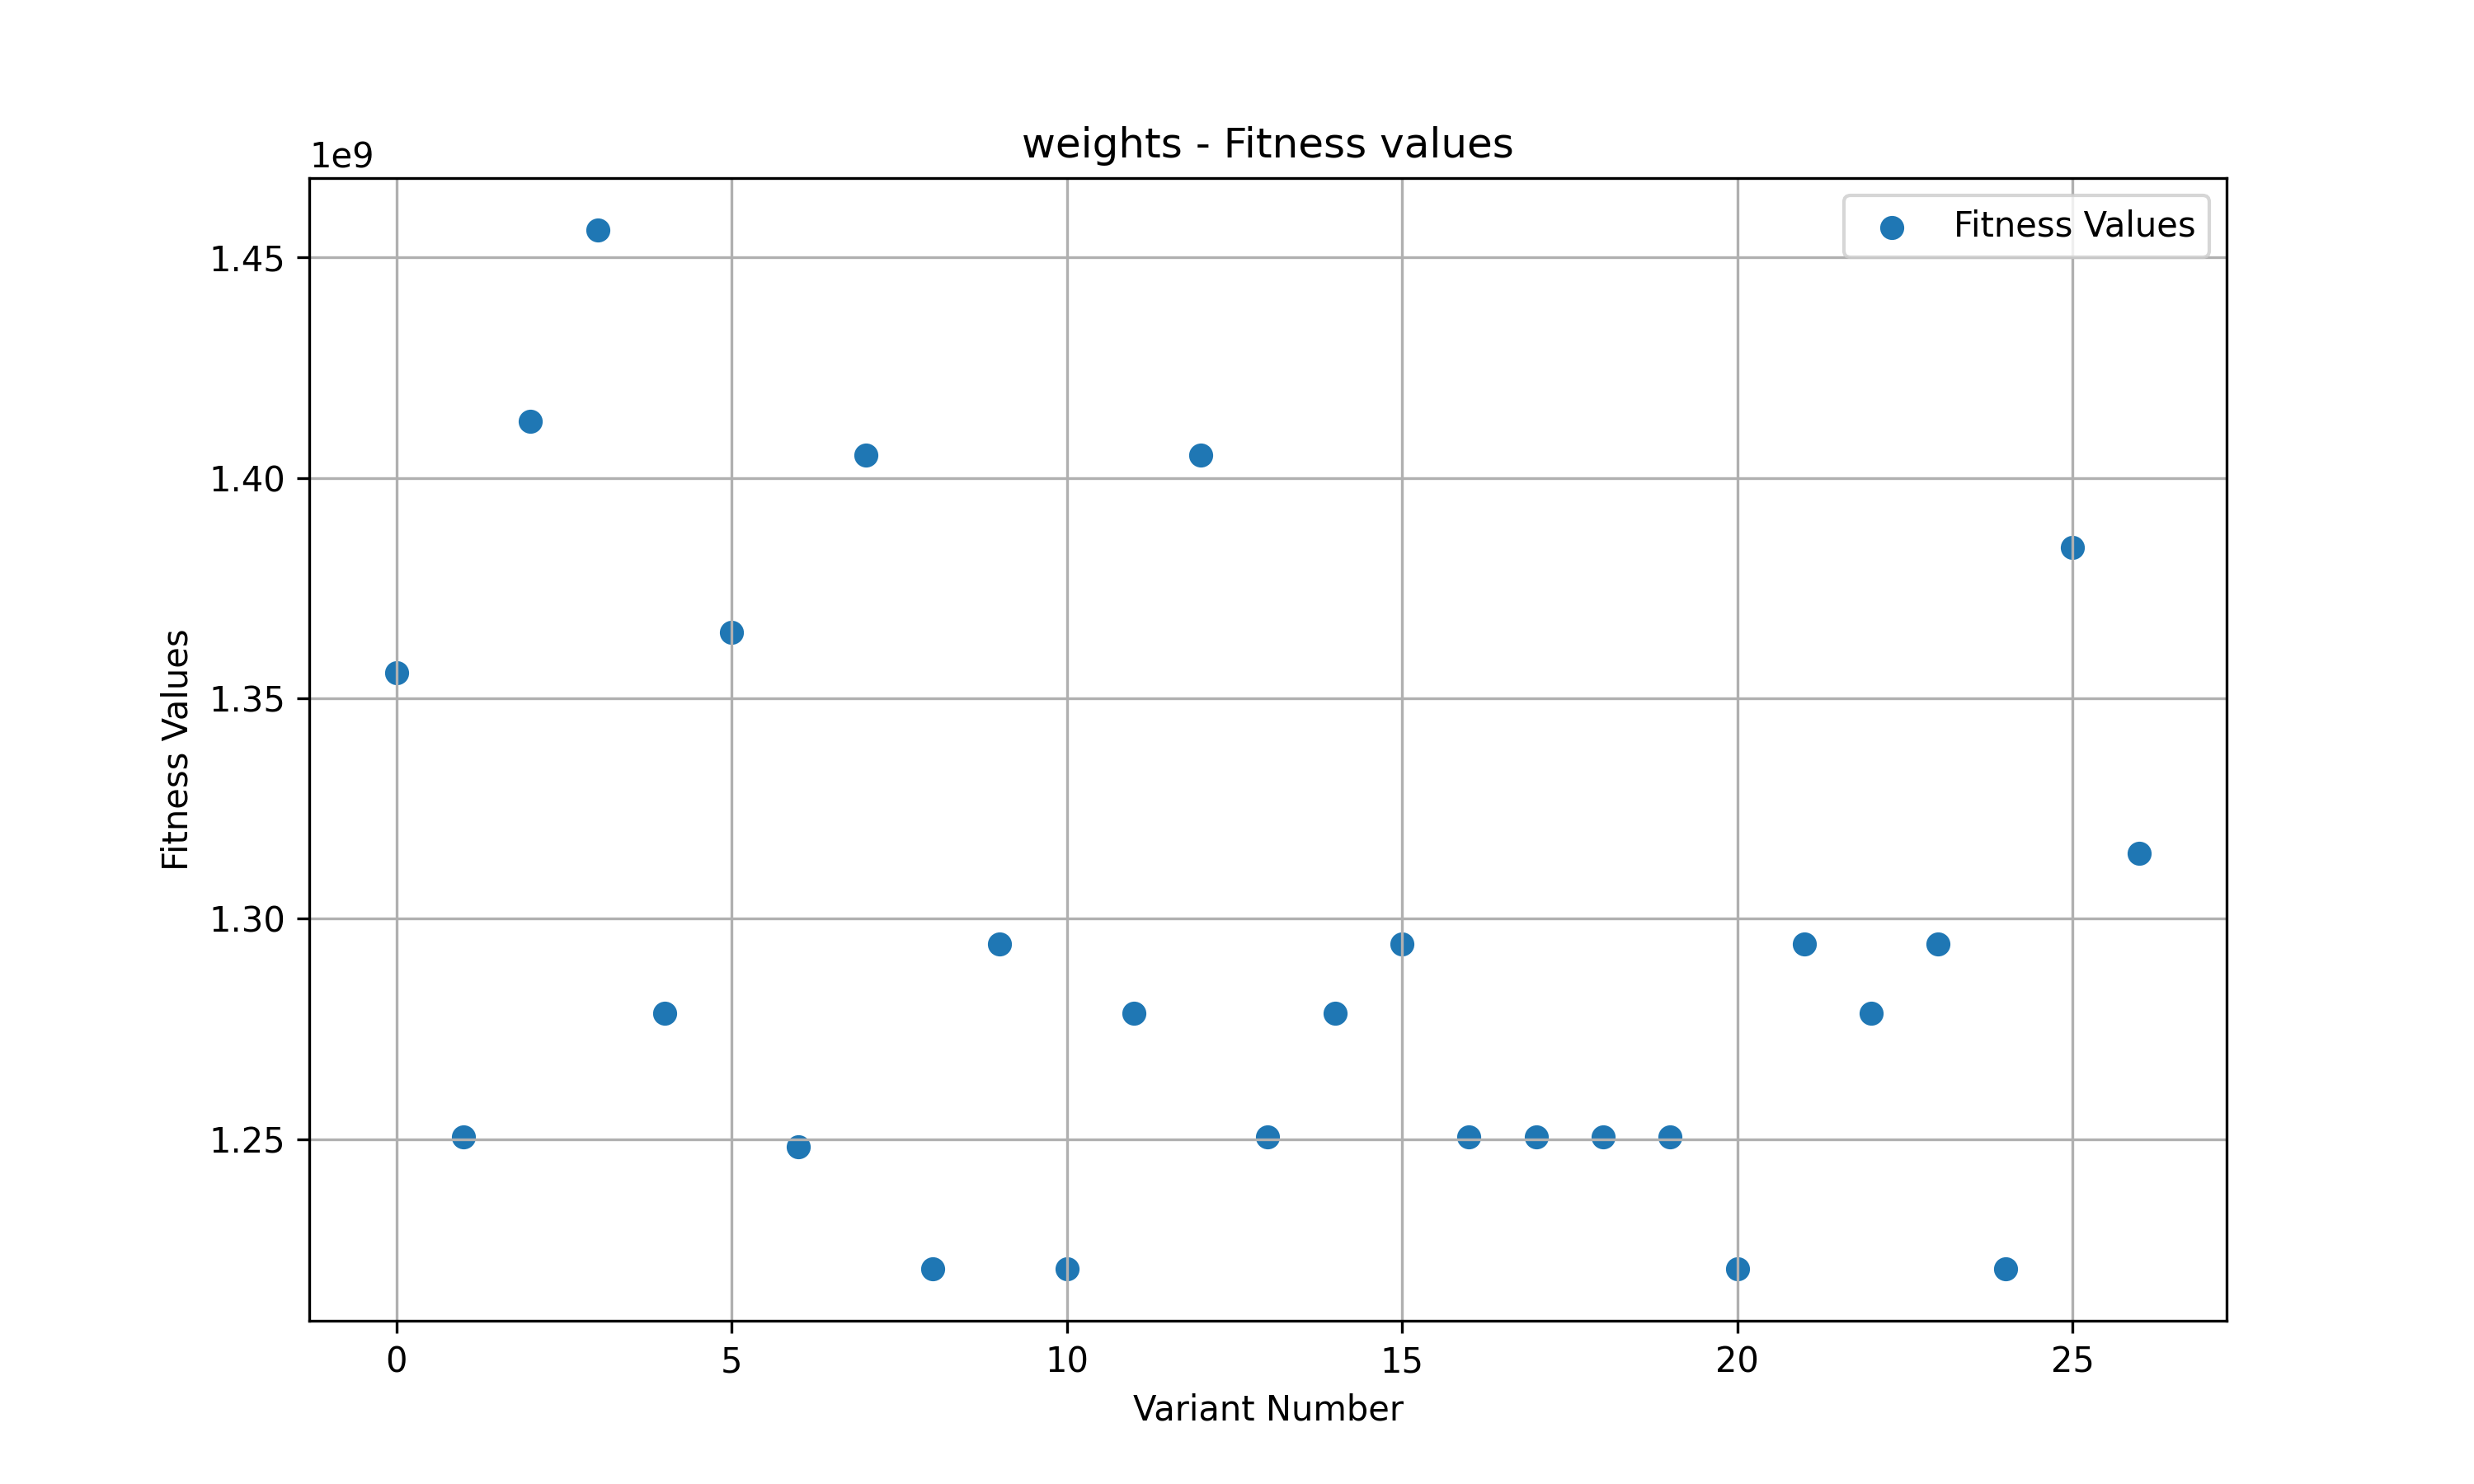 weights - Fitness values
1e9
Fitness Values
1.45
1.40
1.35
1.30
1.25
Fitness Values
0 5 10 15 20 25
Variant Number